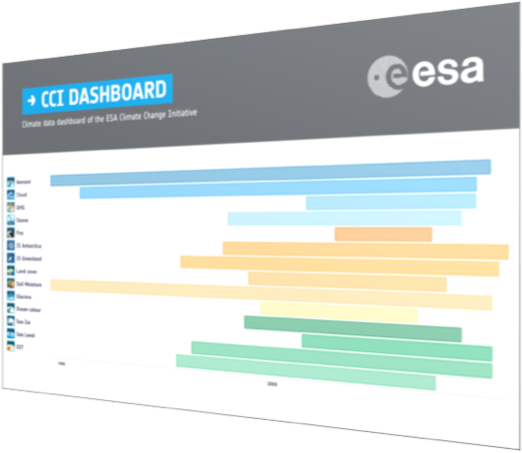 → CCI DASHBOARD
Climate data dashboard of the ESA Climate Change Initiative
esa
Aerosol
Cloud
GHG
Ozone
Fire
IS Antarctica
IS Greenland
Land cover
Soil Moisture
Glaciers
Ocean colour
Sea Ice
Sea Level
SST
2000